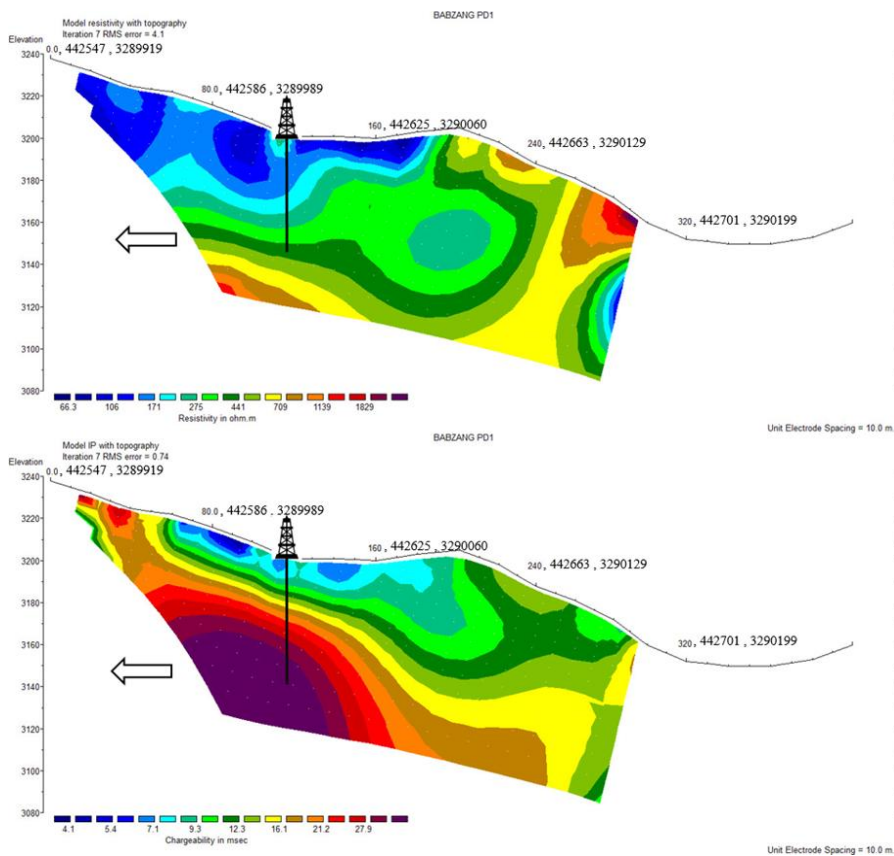 BABZANG PD1
Model resistivity with topography
Iteration 7 RMS error = 4.1
Elevation
0.0, 442547 , 3289919
3240
80.0, 442586 , 3289989
3220
160, 442625 , 3290060
3200
240, 442663 , 3290129
3180
3160
320, 442701 , 3290199
3140
3120
3100
3080
66.3 106 171 275 441 709 1139 1829
Resistivity in ohm.m
Unit Electrode Spacing = 10.0 m.
BABZANG PD1
Model IP with topography
Iteration 7 RMS error = 0.74
Elevation
0.0, 442547 , 3289919
3240
80.0, 442586 . 3289989
3220
160, 442625 , 3290060
3200
240, 442663 , 3290129
3180
3160
320, 442701 , 3290199
3140
3120
3100
3080
4.1 5.4 7.1 9.3 12.3 16.1 21.2 27.9
Chargeability in msec
Unit Electrode Spacing = 10.0 m.